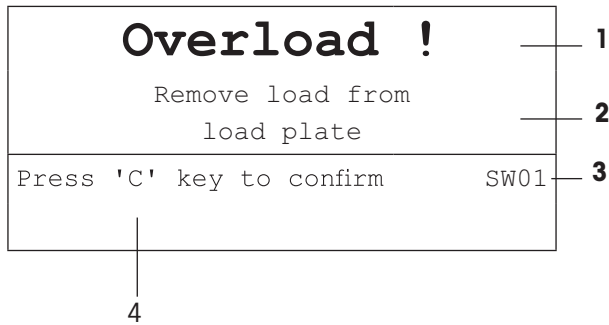 Overload !
1
Remove load from
2
load plate
Press 'C' key to confirm SW01
3
4